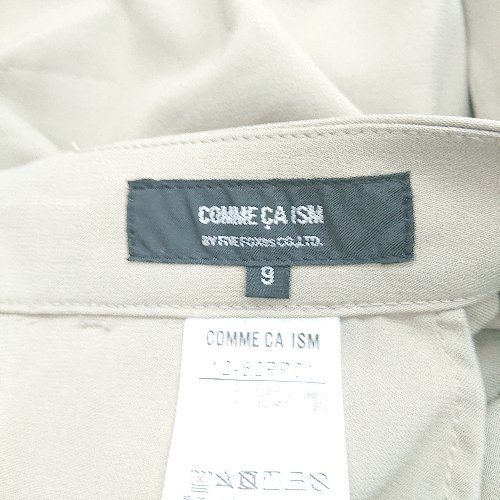 COMME ÇA ISM
BY FIVE FOXes CO.,LTD.
9
COMME CA ISM